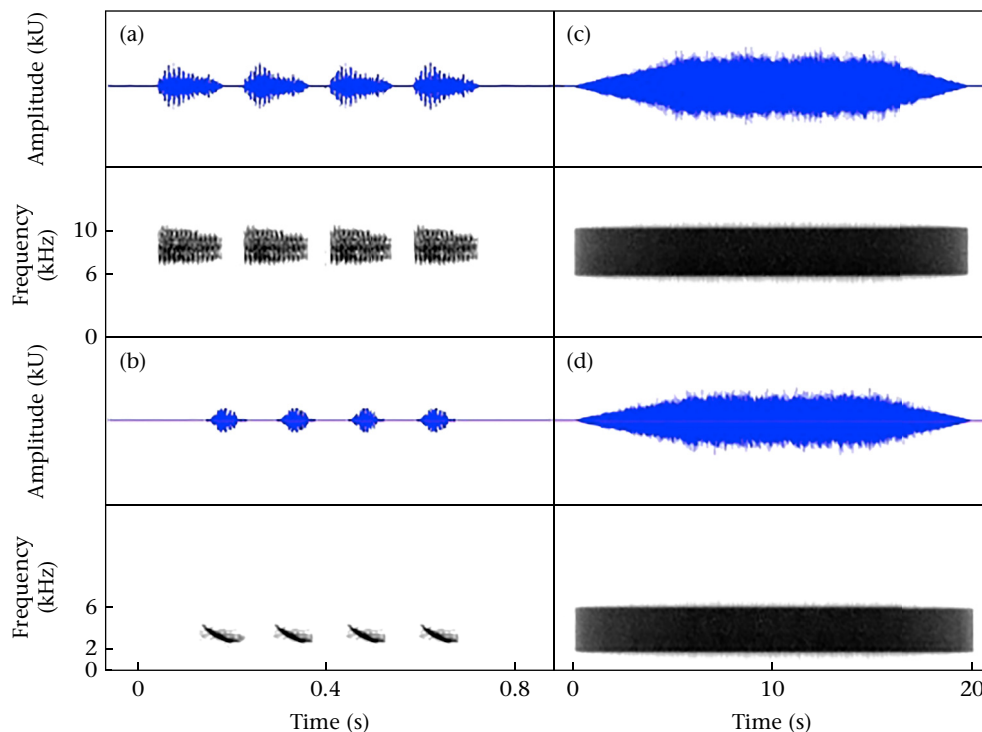 (a)
(c)
Amplitude (kU)
Frequency
(kHz)
10
6
0
(b)
(d)
Amplitude (kU)
Frequency
(kHz)
6
2
0
0
0.4
0.8
0
10
20
Time (s)
Time (s)